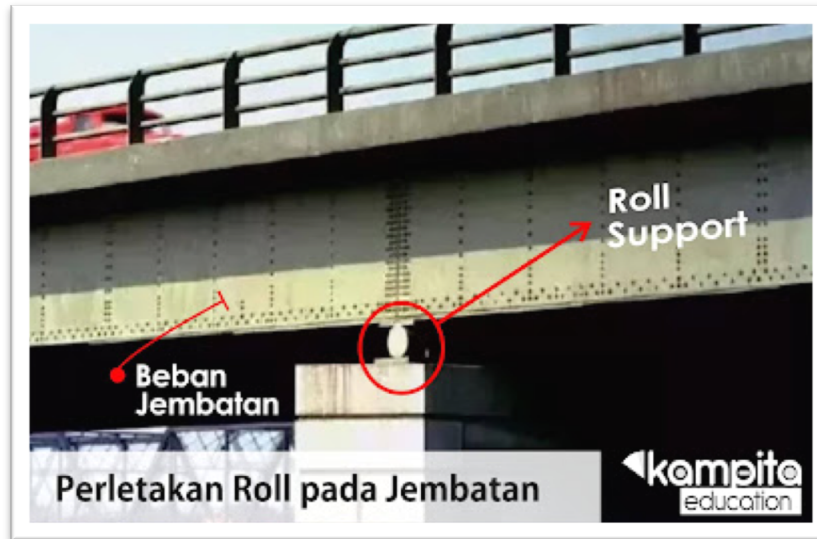 Roll
Support
Beban
Jembatan
Perletakan Roll pada Jembatan
kampita
education